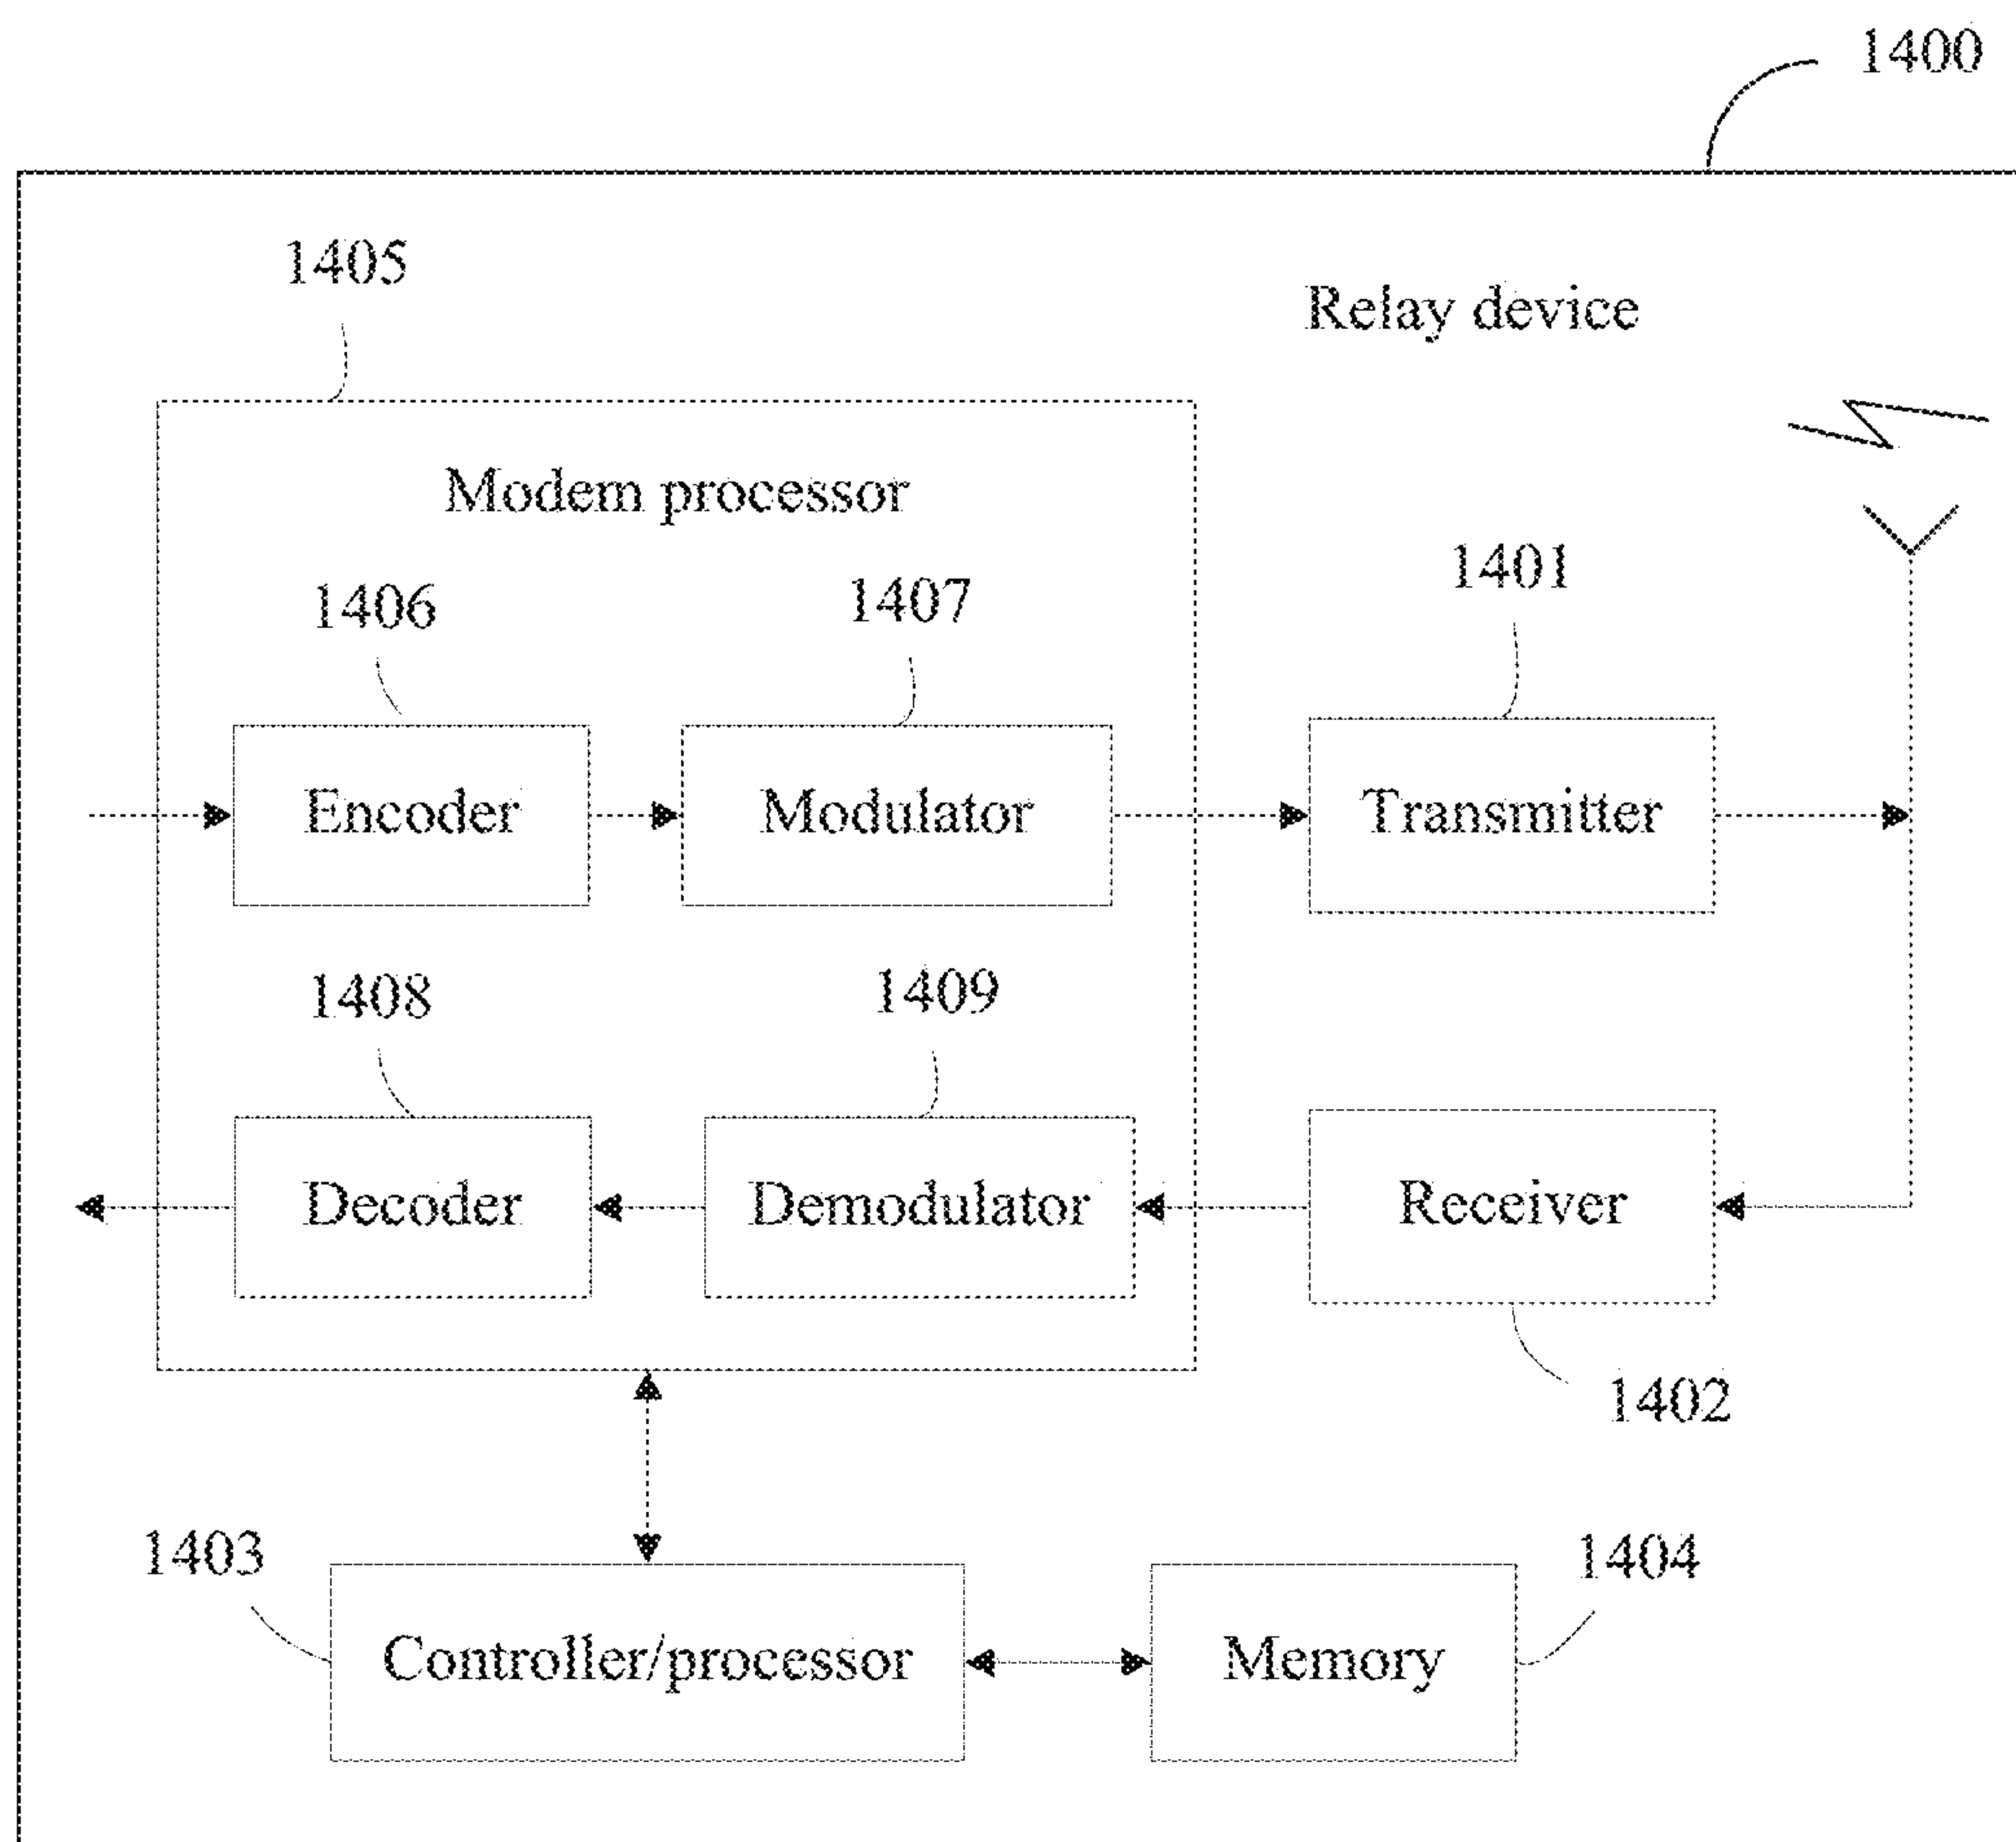 1400
1405
Relay device
Modem processor
1406
1407
1401
Encoder
Modulator
Transmitter
1408
1409
Decoder
Demodulator
Receiver
1402
1403
1404
Controller/processor
Memory